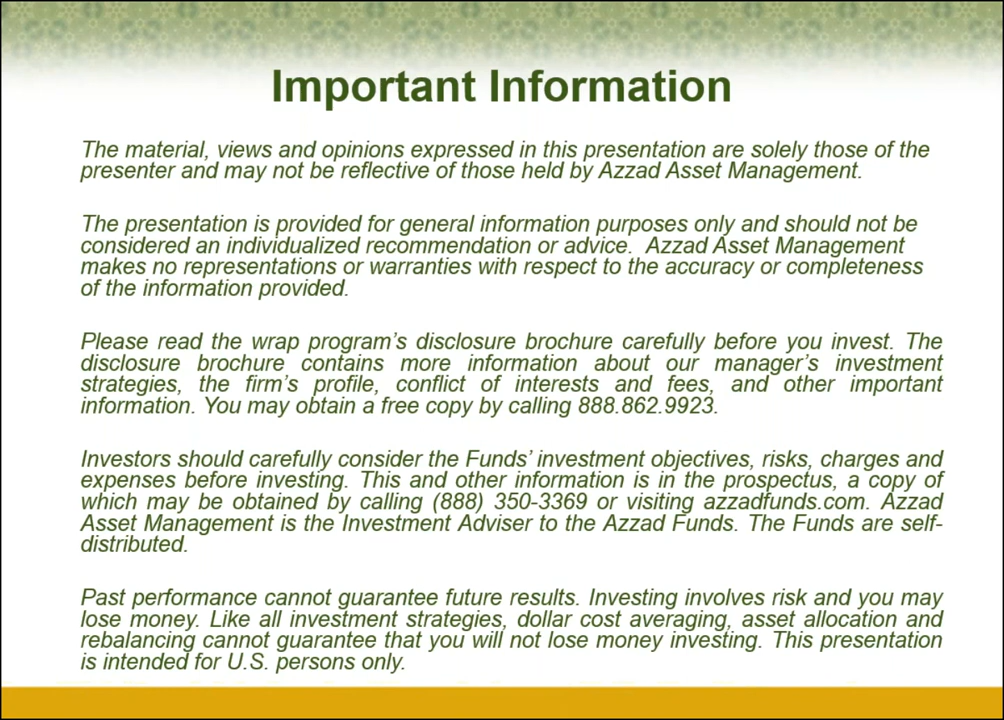 Important Information
The material, views and opinions expressed in this presentation are solely those of the
presenter and may not be reflective of those held by Azzad Asset Management.
The presentation is provided for general information purposes only and should not be
considered an individualized recommendation or advice.  Azzad Asset Management
makes no representations or warranties with respect to the accuracy or completeness
of the information provided.
Please read the wrap program’s disclosure brochure carefully before you invest. The
disclosure brochure contains more information about our manager’s investment
strategies, the firm’s profile, conflict of interests and fees, and other important
information. You may obtain a free copy by calling 888.862.9923.
Investors should carefully consider the Funds’ investment objectives, risks, charges and
expenses before investing. This and other information is in the prospectus, a copy of
which may be obtained by calling (888) 350-3369 or visiting azzadfunds.com. Azzad
Asset Management is the Investment Adviser to the Azzad Funds. The Funds are self-
distributed.
Past performance cannot guarantee future results. Investing involves risk and you may
lose money. Like all investment strategies, dollar cost averaging, asset allocation and
rebalancing cannot guarantee that you will not lose money investing. This presentation
is intended for U.S. persons only.